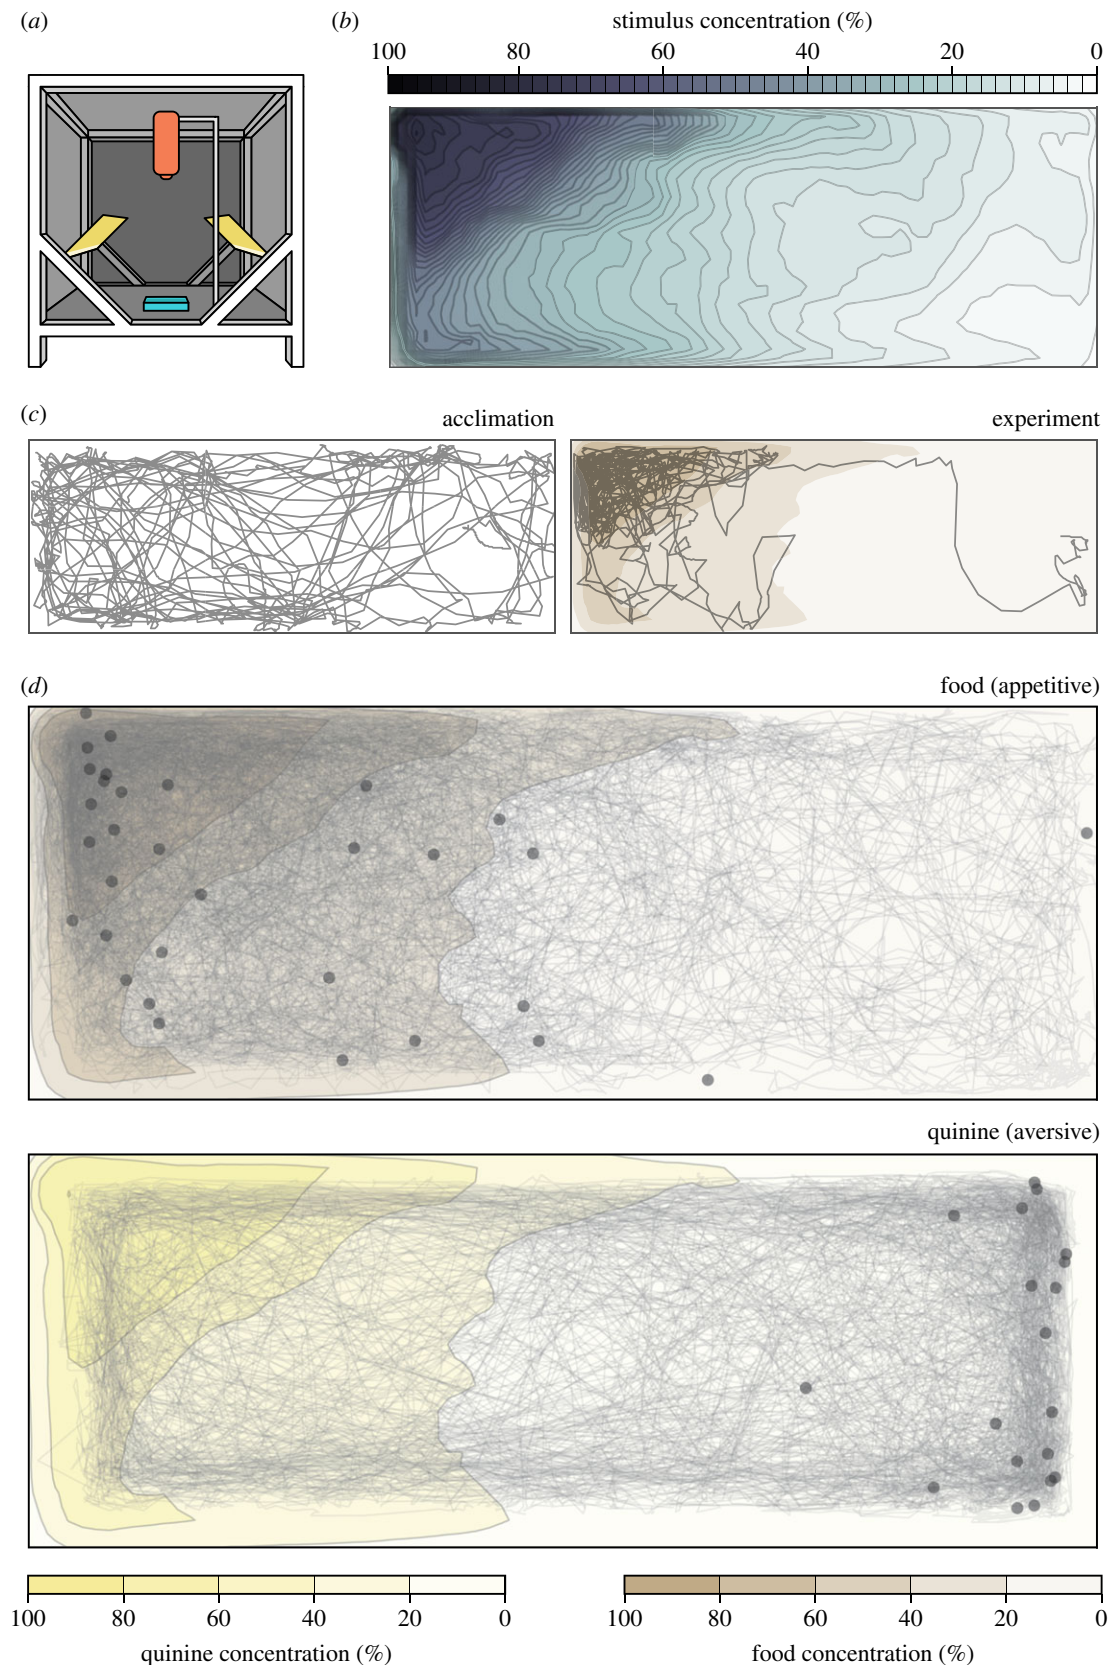 (a)
(b) stimulus concentration (%)
100 80 60 40 20 0
(c) acclimation experiment
(d) food (appetitive)
quinine (aversive)
100 80 60 40 20 0 100 80 60 40 20 0
quinine concentration (%) food concentration (%)